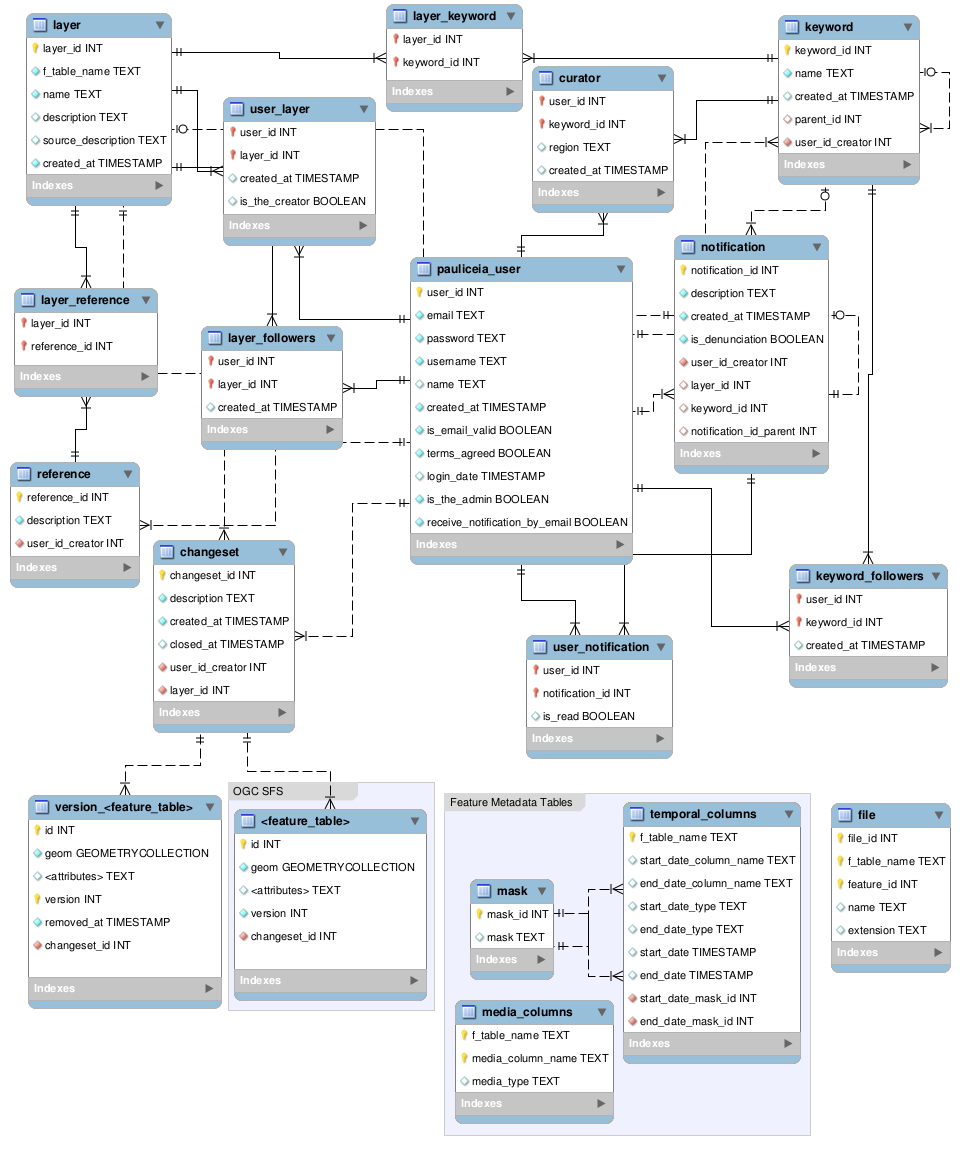 layer
layer_id INT
f_table_name TEXT
name TEXT
description TEXT
source_description TEXT
created_at TIMESTAMP
Indexes
layer_keyword
layer_id INT
keyword_id INT
Indexes
keyword
keyword_id INT
name TEXT
created_at TIMESTAMP
parent_id INT
user_id_creator INT
Indexes
curator
user_id INT
keyword_id INT
region TEXT
created_at TIMESTAMP
Indexes
user_layer
user_id INT
layer_id INT
created_at TIMESTAMP
is_the_creator BOOLEAN
Indexes
notification
notification_id INT
description TEXT
created_at TIMESTAMP
is_denunciation BOOLEAN
user_id_creator INT
layer_id INT
keyword_id INT
notification_id_parent INT
Indexes
pauliceia_user
user_id INT
email TEXT
password TEXT
username TEXT
name TEXT
created_at TIMESTAMP
is_email_valid BOOLEAN
terms_agreed BOOLEAN
login_date TIMESTAMP
is_the_admin BOOLEAN
receive_notification_by_email BOOLEAN
Indexes
layer_reference
layer_id INT
reference_id INT
Indexes
layer_followers
user_id INT
layer_id INT
created_at TIMESTAMP
Indexes
reference
reference_id INT
description TEXT
user_id_creator INT
Indexes
changeset
changeset_id INT
description TEXT
created_at TIMESTAMP
closed_at TIMESTAMP
user_id_creator INT
layer_id INT
Indexes
keyword_followers
user_id INT
keyword_id INT
created_at TIMESTAMP
Indexes
user_notification
user_id INT
notification_id INT
is_read BOOLEAN
Indexes
version_<feature_table>
id INT
geom GEOMETRYCOLLECTION
<attributes> TEXT
version INT
removed_at TIMESTAMP
changeset_id INT
Indexes
OGC SFS
<feature_table>
id INT
geom GEOMETRYCOLLECTION
<attributes> TEXT
version INT
changeset_id INT
Indexes
Feature Metadata Tables
temporal_columns
f_table_name TEXT
start_date_column_name TEXT
end_date_column_name TEXT
start_date_type TEXT
end_date_type TEXT
start_date TIMESTAMP
end_date TIMESTAMP
start_date_mask_id INT
end_date_mask_id INT
Indexes
mask
mask_id INT
mask TEXT
Indexes
media_columns
f_table_name TEXT
media_column_name TEXT
media_type TEXT
Indexes
file
file_id INT
f_table_name TEXT
feature_id INT
name TEXT
extension TEXT
Indexes